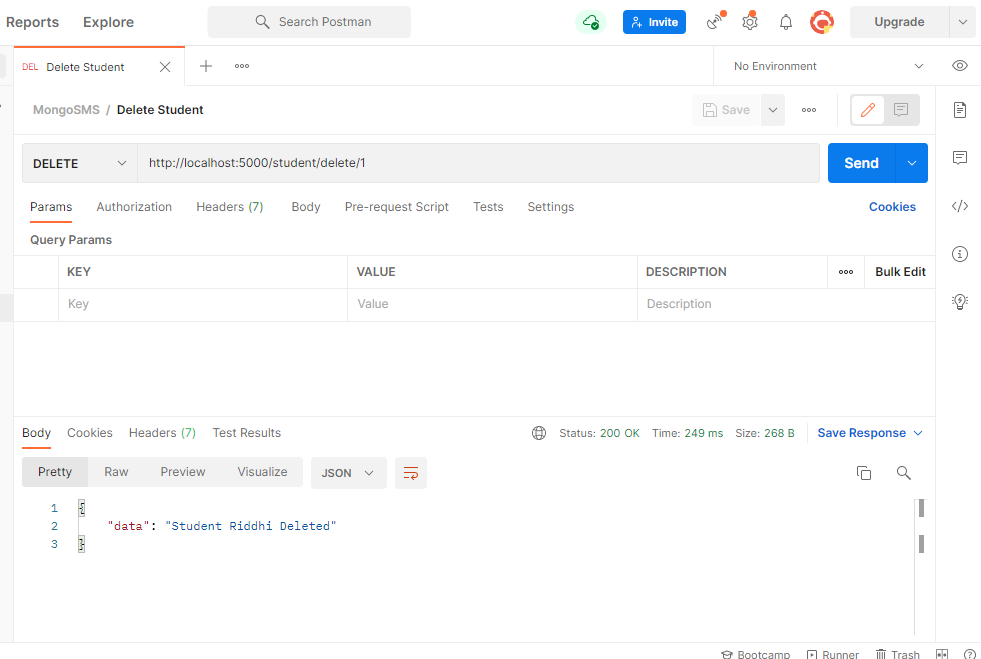 Reports Explore Search Postman Invite Upgrade
DEL Delete Student No Environment
MongoSMS / Delete Student Save
DELETE http://localhost:5000/student/delete/1 Send
Params Authorization Headers (7) Body Pre-request Script Tests Settings Cookies
Query Params
KEY VALUE DESCRIPTION Bulk Edit
Key Value Description
Body Cookies Headers (7) Test Results Status: 200 OK Time: 249 ms Size: 268 B Save Response
Pretty Raw Preview Visualize JSON
1 {
2 "data": "Student Riddhi Deleted"
3 }
Bootcamp Runner Trash